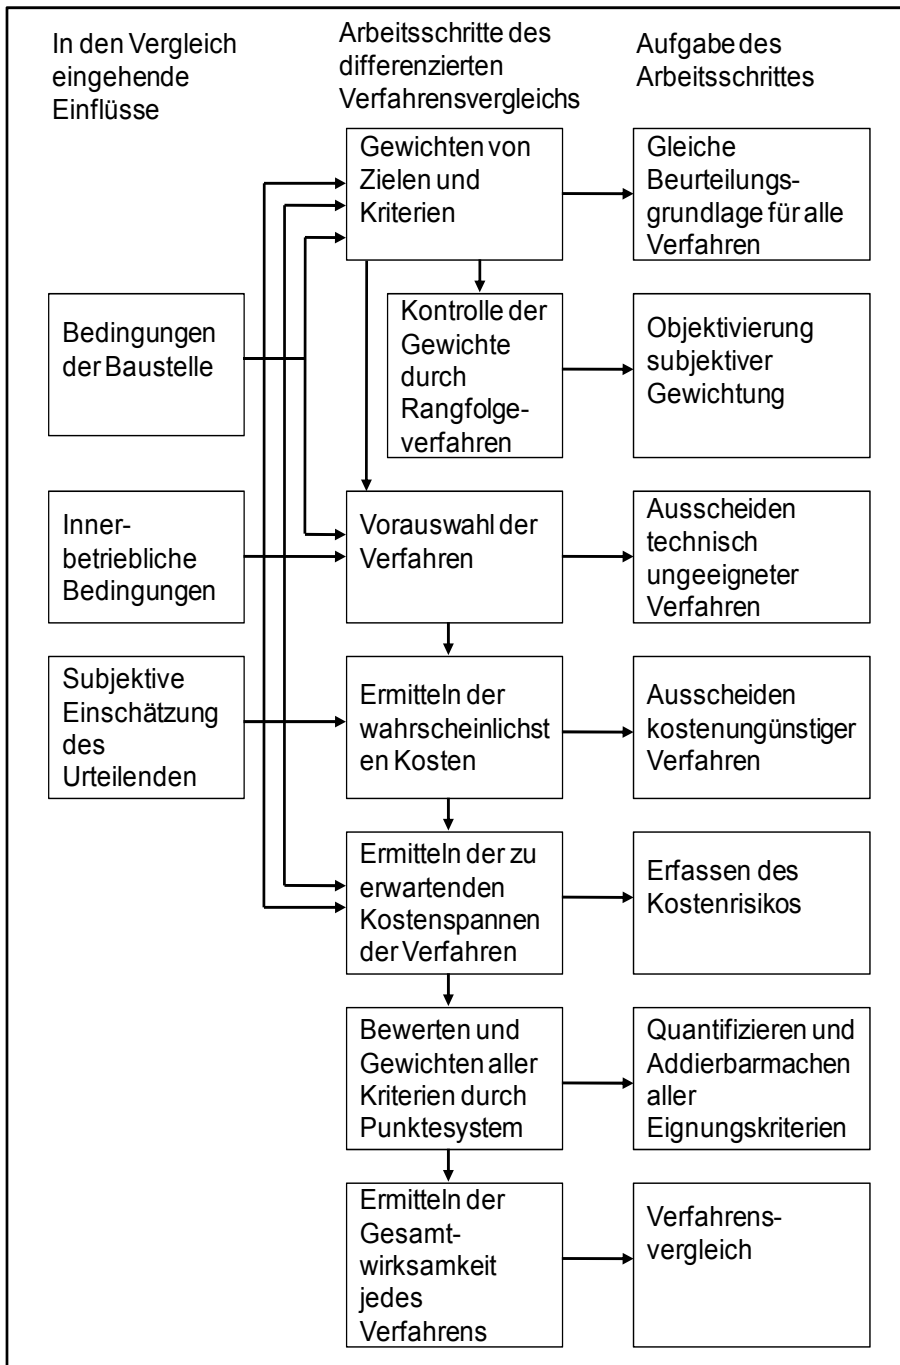 In den Vergleich
eingehende
Einflüsse
Arbeitsschritte des
differenzierten
Verfahrensvergleichs
Aufgabe des
Arbeitsschrittes
Gewichten von
Zielen und
Kriterien
Gleiche
Beurteilungs-
grundlage für alle
Verfahren
Bedingungen
der Baustelle
Kontrolle der
Gewichte
durch
Rangfolge-
verfahren
Objektivierung
subjektiver
Gewichtung
Inner-
betriebliche
Bedingungen
Vorauswahl der
Verfahren
Ausscheiden
technisch
ungeeigneter
Verfahren
Subjektive
Einschätzung
des
Urteilenden
Ermitteln der
wahrscheinlichst
en Kosten
Ausscheiden
kostenungünstiger
Verfahren
Ermitteln der zu
erwartenden
Kostenspannen
der Verfahren
Erfassen des
Kostenrisikos
Bewerten und
Gewichten aller
Kriterien durch
Punktesystem
Quantifizieren und
Addierbarmachen
aller
Eignungskriterien
Ermitteln der
Gesamt-
wirksamkeit
jedes
Verfahrens
Verfahrens-
vergleich